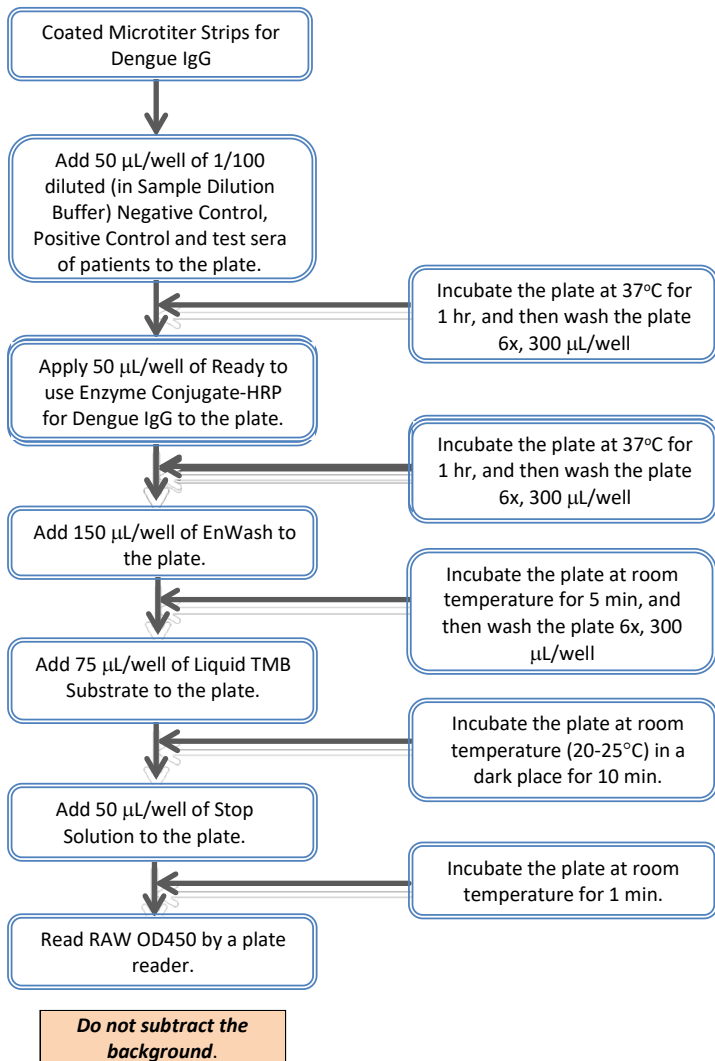 Coated Microtiter Strips for
Dengue IgG
Add 50 µL/well of 1/100
diluted (in Sample Dilution
Buffer) Negative Control,
Positive Control and test sera
of patients to the plate.
Incubate the plate at 37°C for
1 hr, and then wash the plate
6x, 300 µL/well
Apply 50 µL/well of Ready to
use Enzyme Conjugate-HRP
for Dengue IgG to the plate.
Incubate the plate at 37°C for
1 hr, and then wash the plate
6x, 300 µL/well
Add 150 µL/well of EnWash to
the plate.
Incubate the plate at room
temperature for 5 min, and
then wash the plate 6x, 300
µL/well
Add 75 µL/well of Liquid TMB
Substrate to the plate.
Incubate the plate at room
temperature (20-25°C) in a
dark place for 10 min.
Add 50 µL/well of Stop
Solution to the plate.
Incubate the plate at room
temperature for 1 min.
Read RAW OD450 by a plate
reader.
Do not subtract the
background.